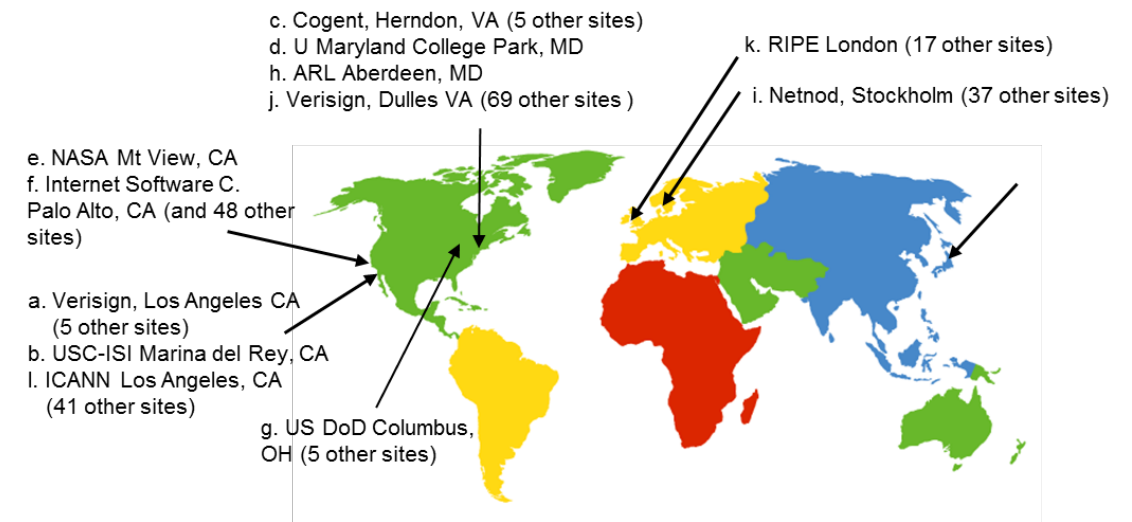 c. Cogent, Herndon, VA (5 other sites)
d. U Maryland College Park, MD
h. ARL Aberdeen, MD
j. Verisign, Dulles VA (69 other sites )
k. RIPE London (17 other sites)
i. Netnod, Stockholm (37 other sites)
e. NASA Mt View, CA
f. Internet Software C.
Palo Alto, CA (and 48 other
sites)
a. Verisign, Los Angeles CA
(5 other sites)
b. USC-ISI Marina del Rey, CA
l. ICANN Los Angeles, CA
(41 other sites)
g. US DoD Columbus,
OH (5 other sites)